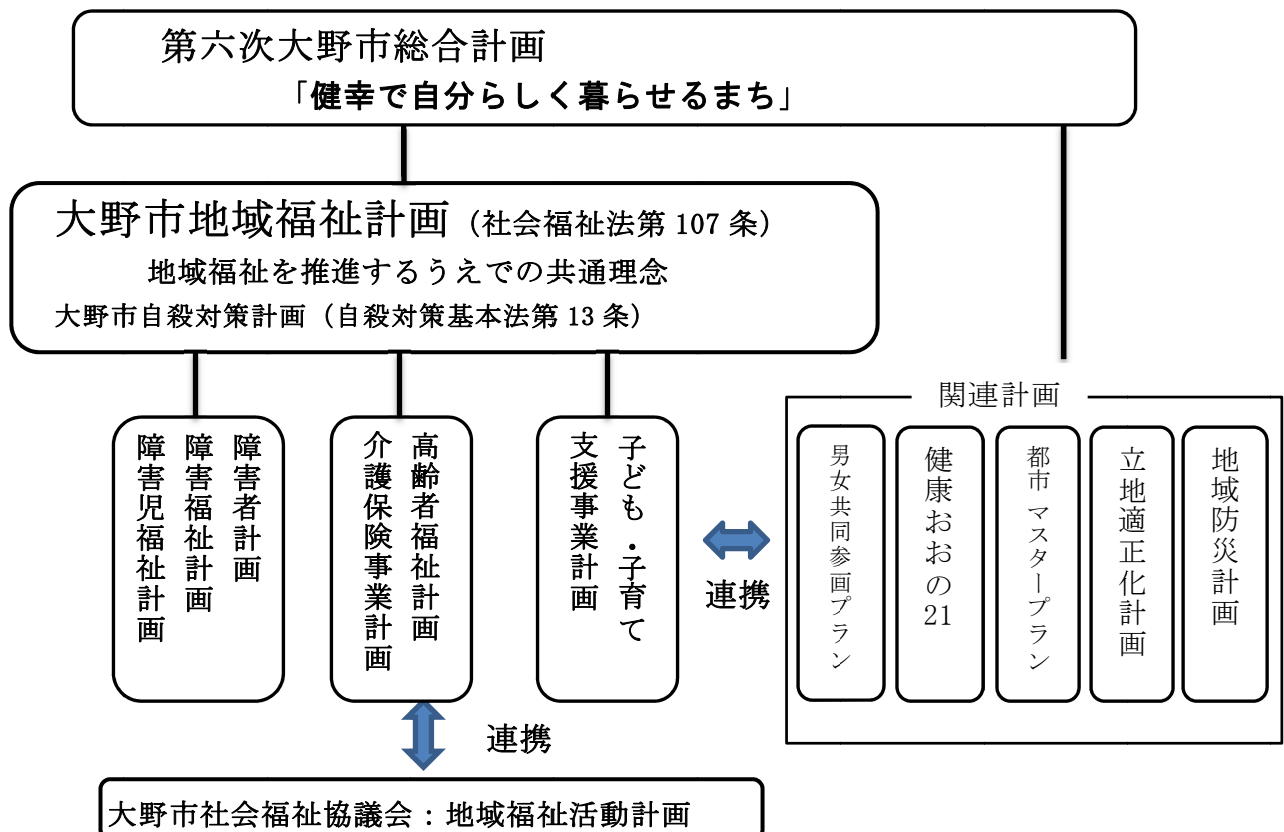 第六次大野市総合計画
「健幸で自分らしく暮らせるまち」
大野市地域福祉計画（社会福祉法第 107 条）
地域福祉を推進するうえでの共通理念
大野市自殺対策計画（自殺対策基本法第 13 条）
障害者計画
障害福祉計画
障害児福祉計画
高齢者福祉計画
介護保険事業計画
子ども・子育て
支援事業計画
連携
関連計画
男女共同参画プラン
健康おおの21
都市 マスタープラン
立地適正化計画
地域防災計画
連携
大野市社会福祉協議会：地域福祉活動計画